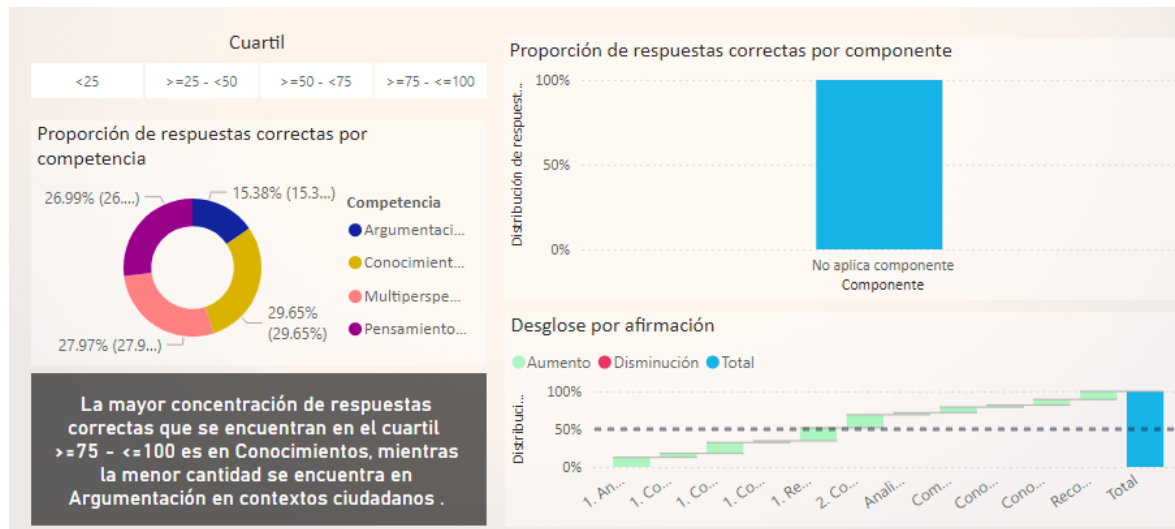 Cuartil
<25
>=25 - <50
>=50 - <75
>=75 - <=100
Proporción de respuestas correctas por
competencia
26.99% (26....)
15.38% (15.3...)
29.65%
(29.65%)
27.97% (27.9...)
Competencia
Argumentaci...
Conocimient...
Multiperspe...
Pensamiento...
La mayor concentración de respuestas
correctas que se encuentran en el cuartil
>=75 - <=100 es en Conocimientos, mientras
la menor cantidad se encuentra en
Argumentación en contextos ciudadanos .
Proporción de respuestas correctas por componente
Distribución de respuest...
100%
50%
0%
No aplica componente
Componente
Desglose por afirmación
Aumento
Disminución
Total
Distribuci...
100%
50%
0%
1. An...
1. Co...
1. Co...
1. Co...
1. Re...
2. Co...
Anali...
Com...
Cono...
Cono...
Reco...
Total